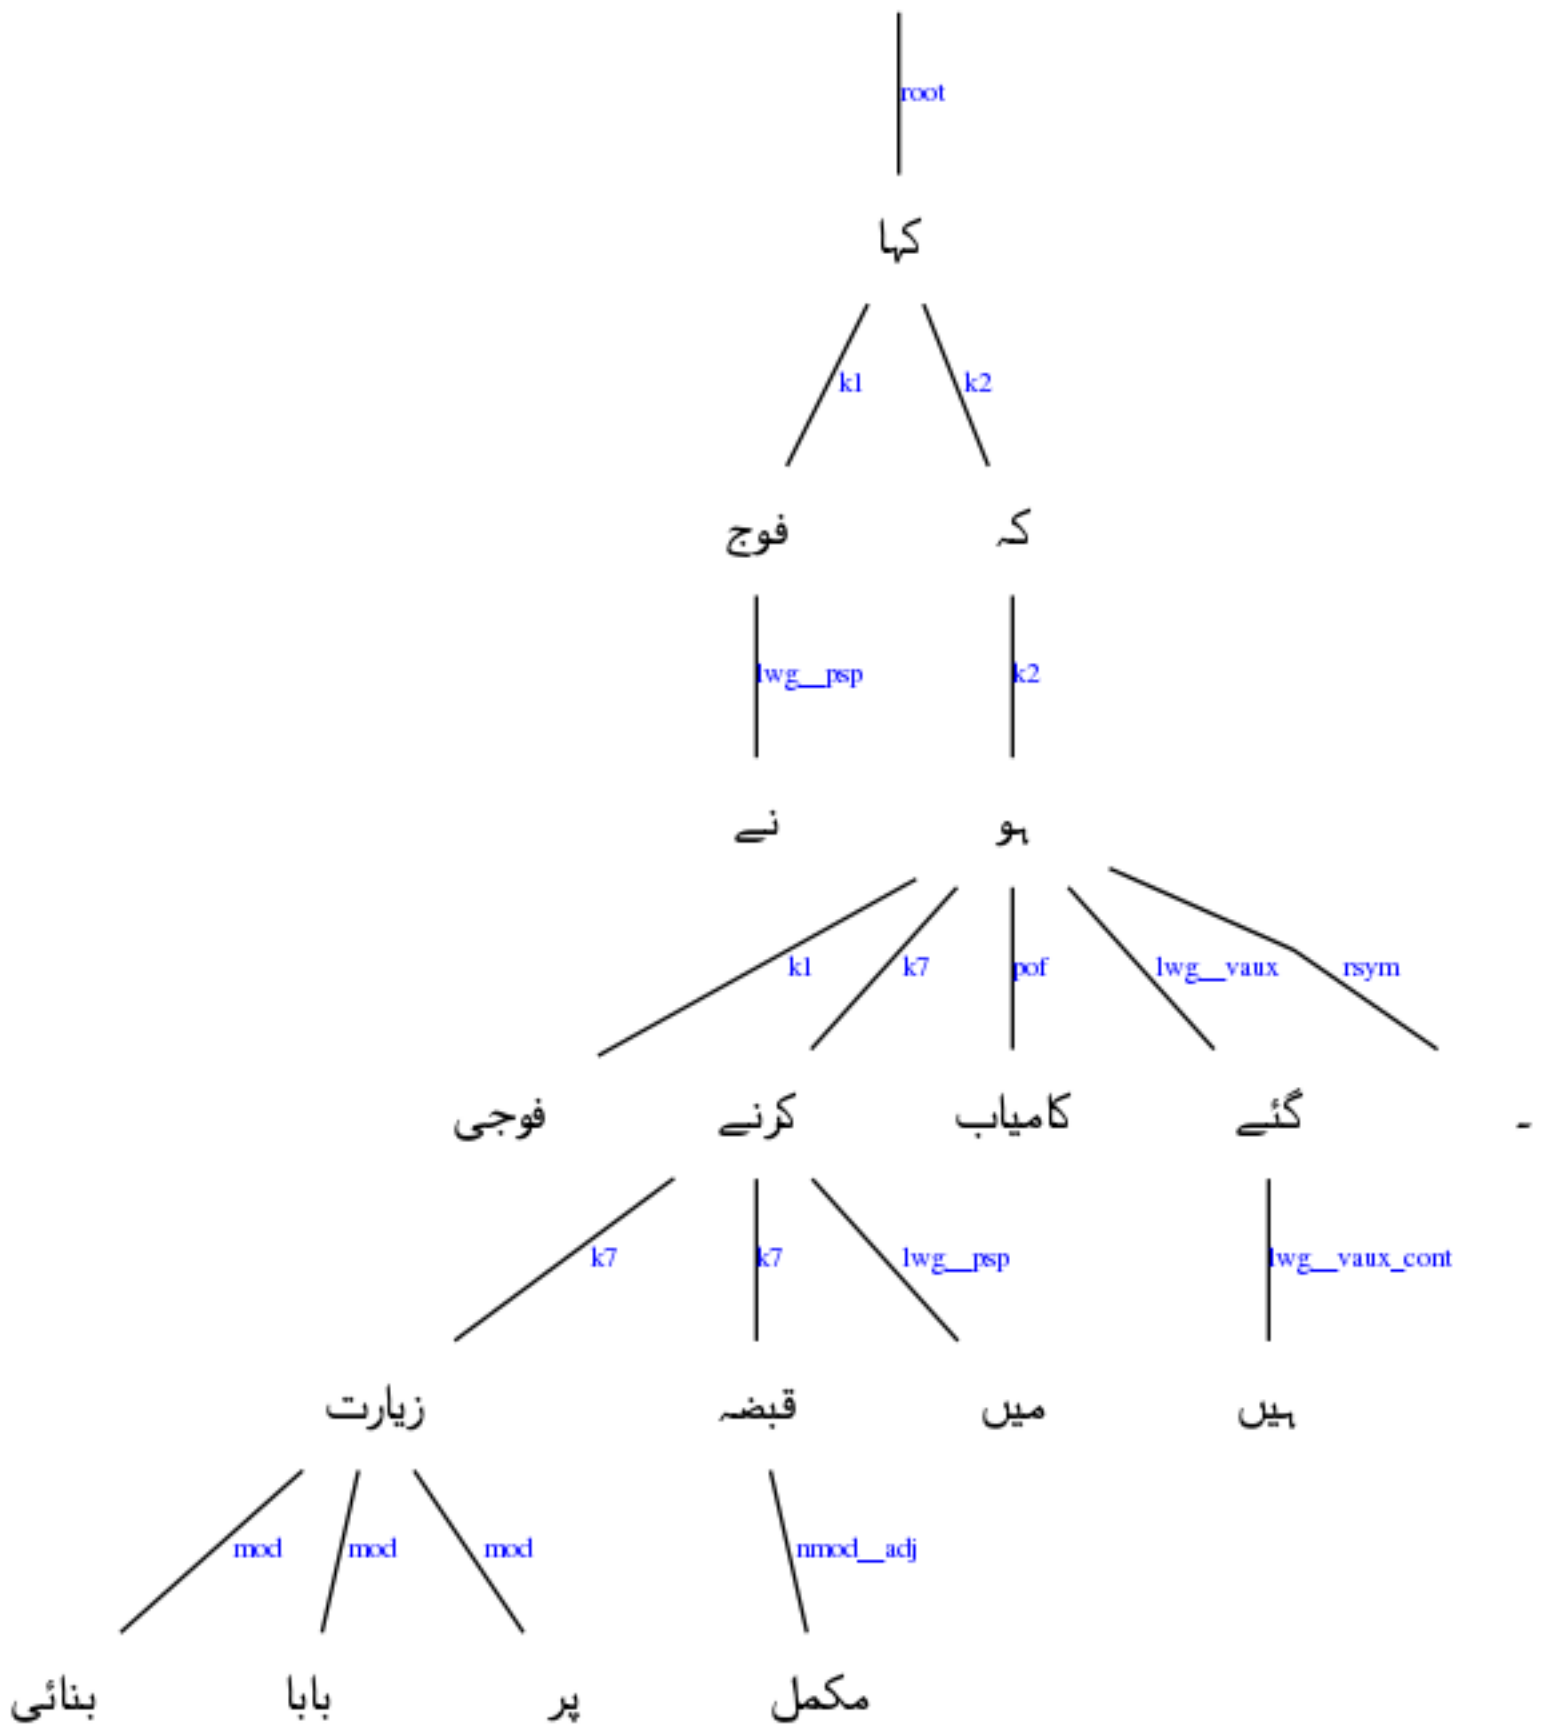 root
کہا
k1 k2
فوج کہ
lwg__psp k2
نے ہو
k1 k7 pof lwg__vaux rsym
فوجی کرنے کامیاب گئے ۔
k7 k7 lwg__psp lwg__vaux_cont
زیارت قبضہ میں ہیں
mod mod mod nmod__adj
بنائی بابا پر مکمل